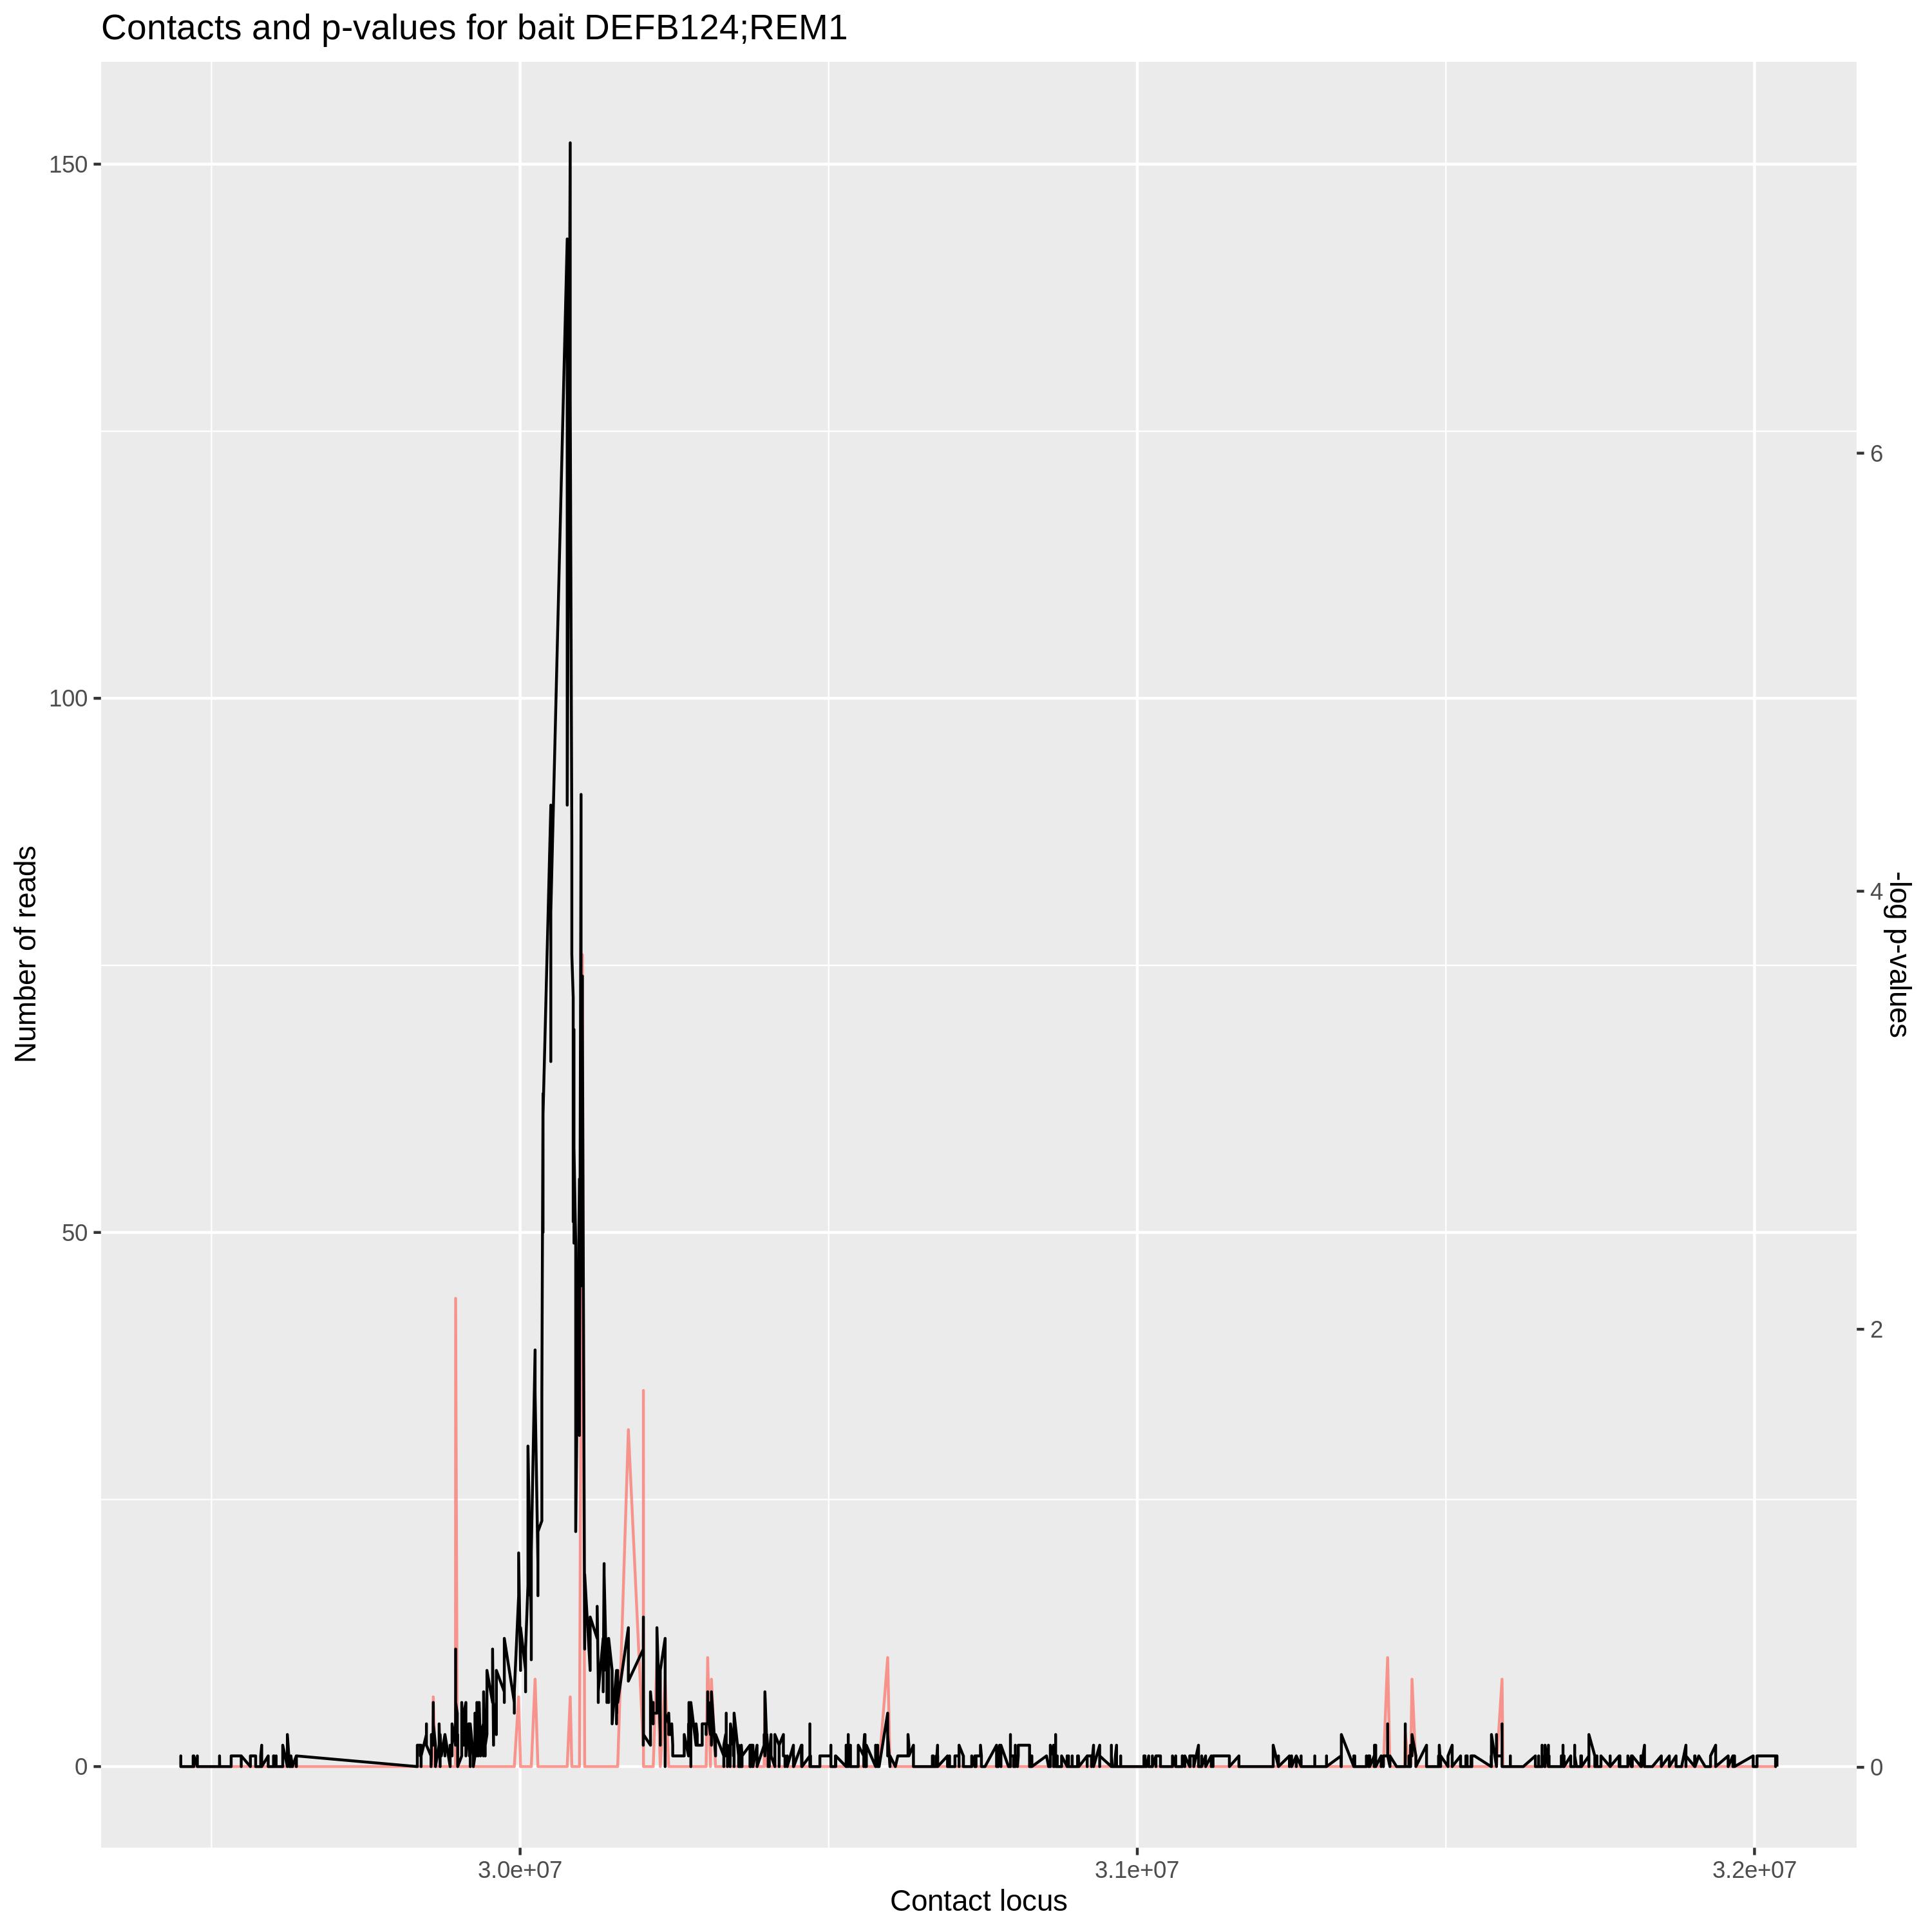 Contacts and p-values for bait DEFB124;REM1
150
100
50
0
Number of reads
6
4
2
0
-log p-values
3.0e+07
3.1e+07
3.2e+07
Contact locus